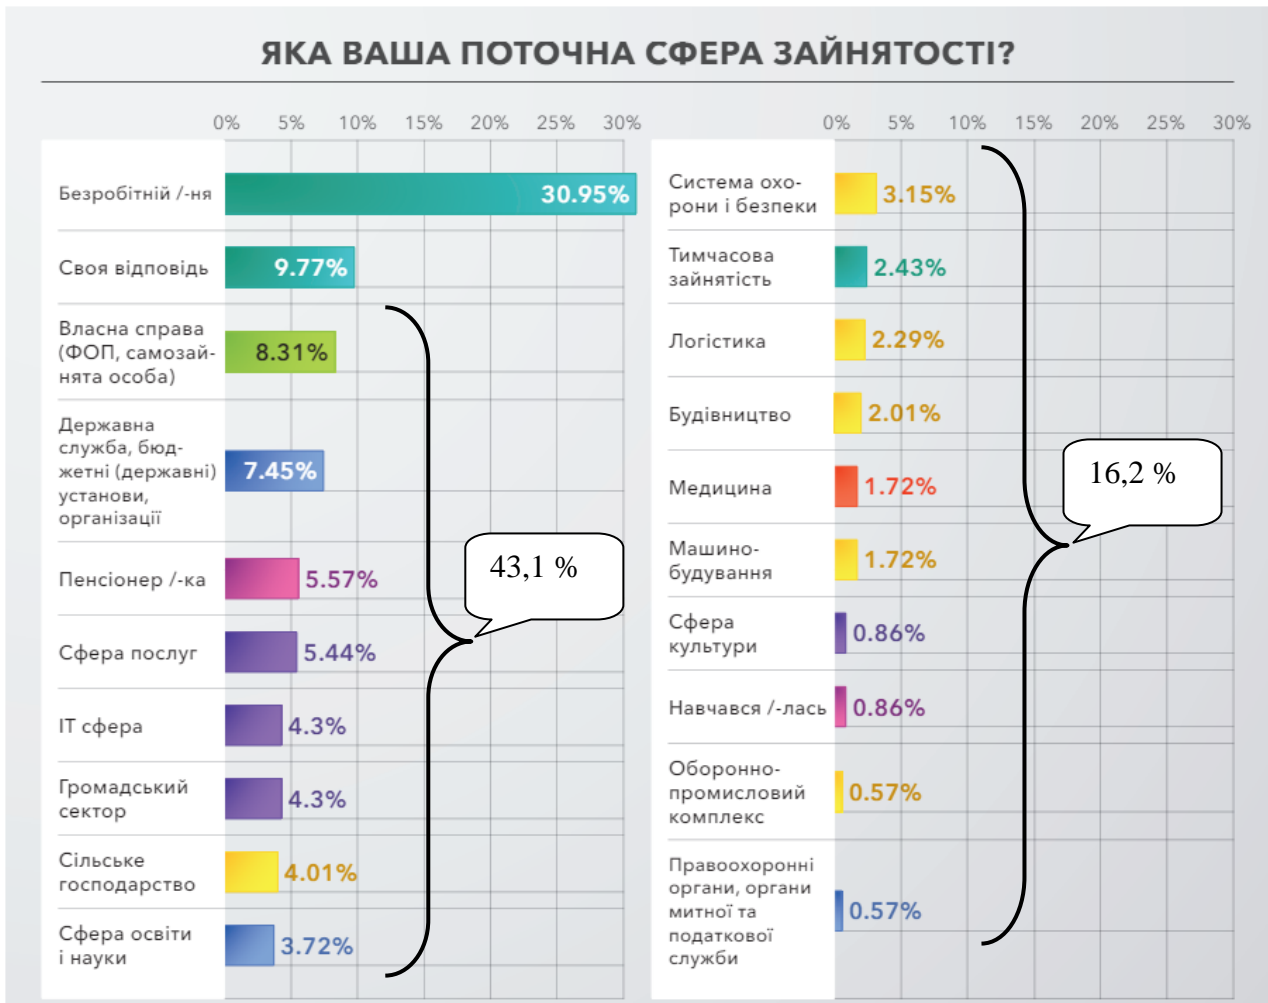 ЯКА ВАША ПОТОЧНА СФЕРА ЗАЙНЯТОСТІ?
0% 5% 10% 15% 20% 25% 30%
Безробітній /-ня
30.95%
Своя відповідь
9.77%
Власна справа
(ФОП, самозай-
нята особа)
8.31%
Державна
служба, бюд-
жетні (державні)
установи,
організації
7.45%
Пенсіонер /-ка
5.57%
Сфера послуг
5.44%
ІТ сфера
4.3%
Громадський
сектор
4.3%
Сільське
господарство
4.01%
Сфера освіти
і науки
3.72%
43,1 %
0% 5% 10% 15% 20% 25% 30%
Система охо-
рони і безпеки
3.15%
Тимчасова
зайнятість
2.43%
Логістика
2.29%
Будівництво
2.01%
Медицина
1.72%
Машино-
будування
1.72%
Сфера
культури
0.86%
Навчався /-лась
0.86%
Оборонно-
промисловий
комплекс
0.57%
Правоохоронні
органи, органи
митної та
податкової
служби
0.57%
16,2 %